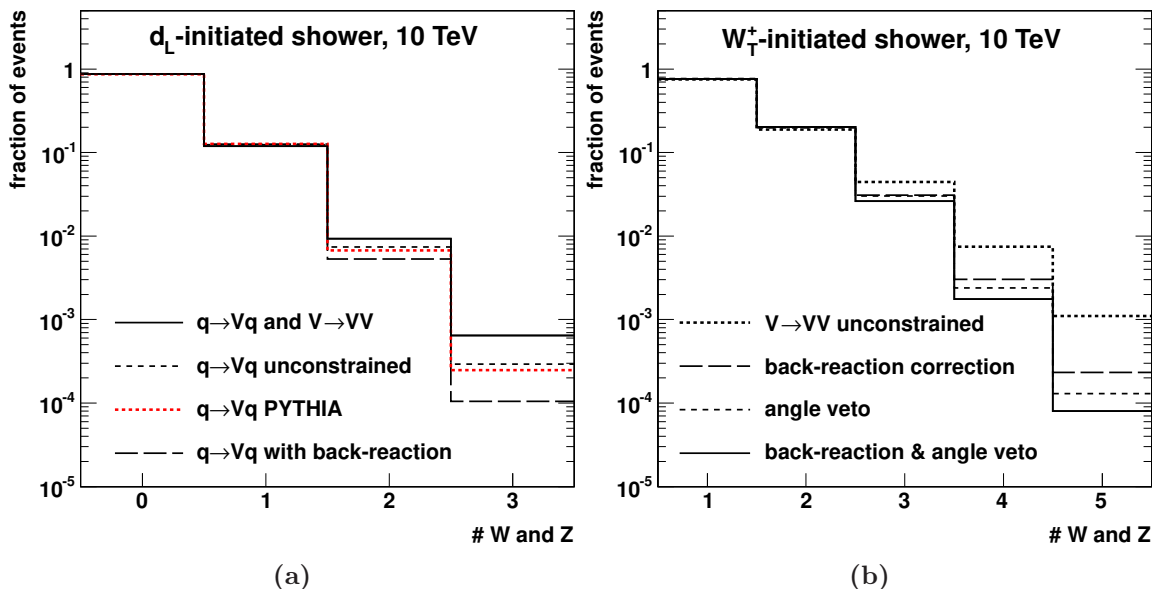 d_L-initiated shower, 10 TeV
fraction of events
1
10^-1
10^-2
10^-3
10^-4
10^-5
q→Vq and V→VV
q→Vq unconstrained
q→Vq PYTHIA
q→Vq with back-reaction
0 1 2 3
# W and Z
(a)
W_T^+-initiated shower, 10 TeV
fraction of events
1
10^-1
10^-2
10^-3
10^-4
10^-5
V→VV unconstrained
back-reaction correction
angle veto
back-reaction & angle veto
1 2 3 4 5
# W and Z
(b)